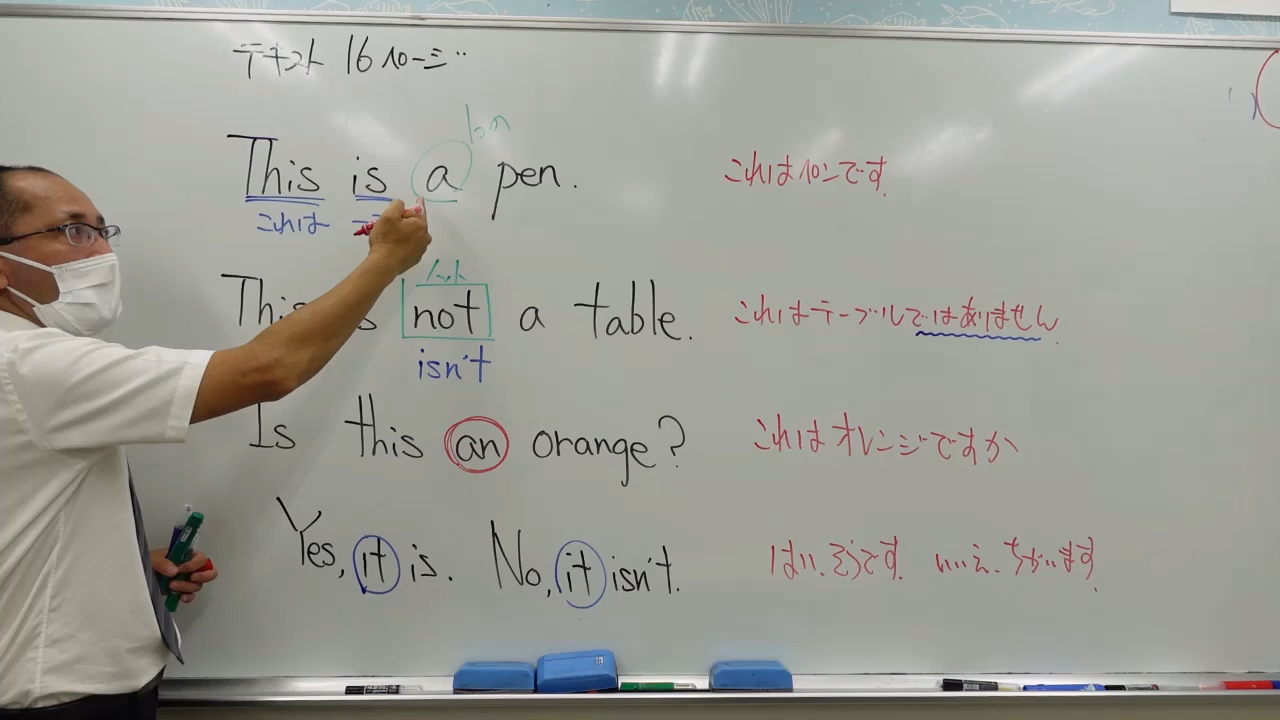 テキスト 16ページ
1つの
This is a pen. これはペンです
これは
ノット
not a table. これはテーブルではありません
isn't
Is this an orange? これはオレンジですか
Yes, it is. No, it isn't. はい、そうです いいえ、ちがいます